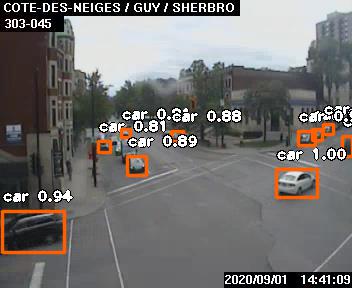 COTE-DES-NEIGES / GUY / SHERBRO
303-045
car 0.88
car 0.81
car 0.89
car 1.00
car 0.94
2020/09/01 14:41:09